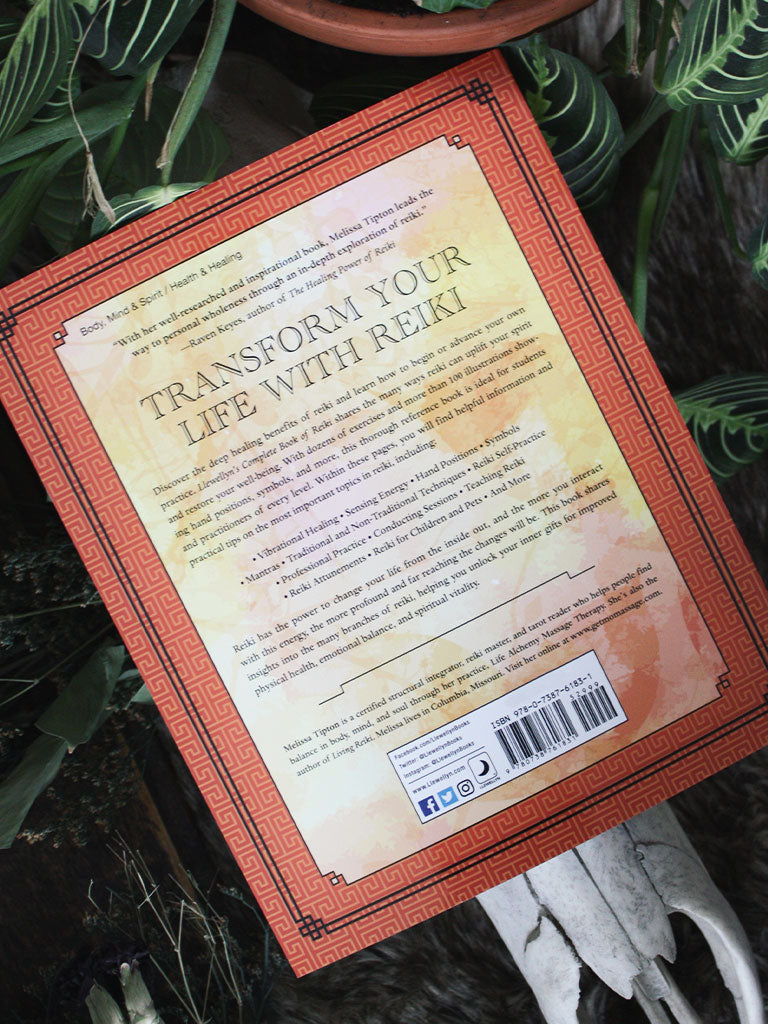 Body, Mind & Spirit / Health & Healing
"With her well-researched and inspirational book, Melissa Tipton leads the
way to personal wholeness through an in-depth exploration of reiki."
—Raven Keyes, author of The Healing Power of Reiki
TRANSFORM YOUR
LIFE WITH REIKI
Discover the deep healing benefits of reiki and learn how to begin or advance your own
practice. Llewellyn's Complete Book of Reiki shares the many ways reiki can uplift your spirit
and restore your well-being. With dozens of exercises and more than 100 illustrations show-
ing hand positions, symbols, and more, this thorough reference book is ideal for students
and practitioners of every level. Within these pages, you will find helpful information and
practical tips on the most important topics in reiki, including:
• Vibrational Healing • Sensing Energy • Hand Positions • Symbols
• Mantras • Traditional and Non-Traditional Techniques • Reiki Self-Practice
• Professional Practice • Conducting Sessions • Teaching Reiki
• Reiki Attunements • Reiki for Children and Pets • And More
Reiki has the power to change your life from the inside out, and the more you interact
with this energy, the more profound and far reaching the changes will be. This book shares
insights into the many branches of reiki, helping you unlock your inner gifts for improved
physical health, emotional balance, and spiritual vitality.
Melissa Tipton is a certified structural integrator, reiki master, and tarot reader who helps people find
balance in body, mind, and soul through her practice, Life Alchemy Massage Therapy. She's also the
author of Living Reiki. Melissa lives in Columbia, Missouri. Visit her online at www.getmomassage.com.
Facebook.com/LlewellynBooks
Twitter: @LlewellynBooks
Instagram: @LlewellynBooks
www.Llewellyn.com
LLEWELLYN
ISBN 978-0-7387-6183-1
52999
9 780738 761831